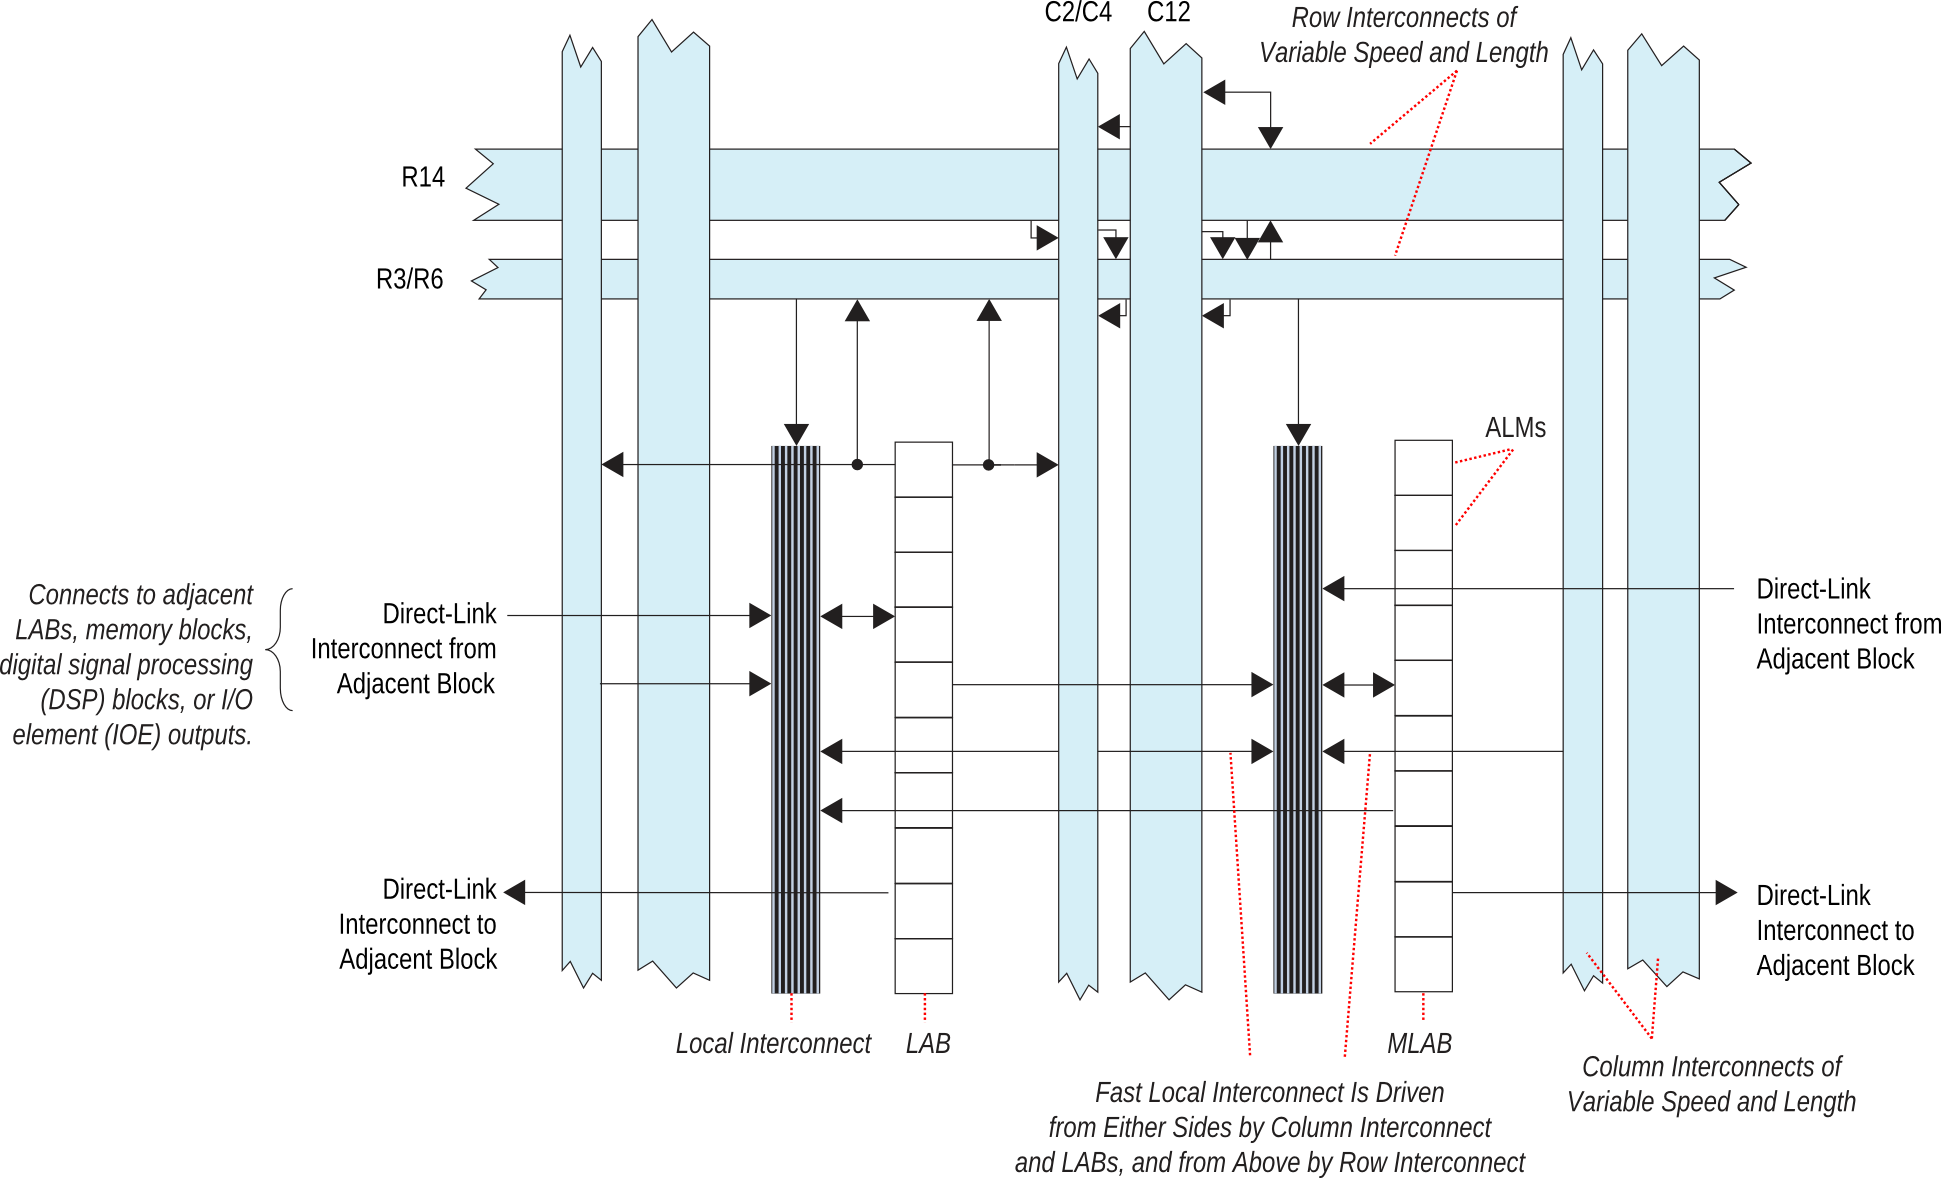 C2/C4
C12
Row Interconnects of
Variable Speed and Length
R14
R3/R6
ALMs
Connects to adjacent
LABs, memory blocks,
digital signal processing
(DSP) blocks, or I/O
element (IOE) outputs.
Direct-Link
Interconnect from
Adjacent Block
Direct-Link
Interconnect from
Adjacent Block
Direct-Link
Interconnect to
Adjacent Block
Direct-Link
Interconnect to
Adjacent Block
Local Interconnect
LAB
MLAB
Fast Local Interconnect Is Driven
from Either Sides by Column Interconnect
and LABs, and from Above by Row Interconnect
Column Interconnects of
Variable Speed and Length